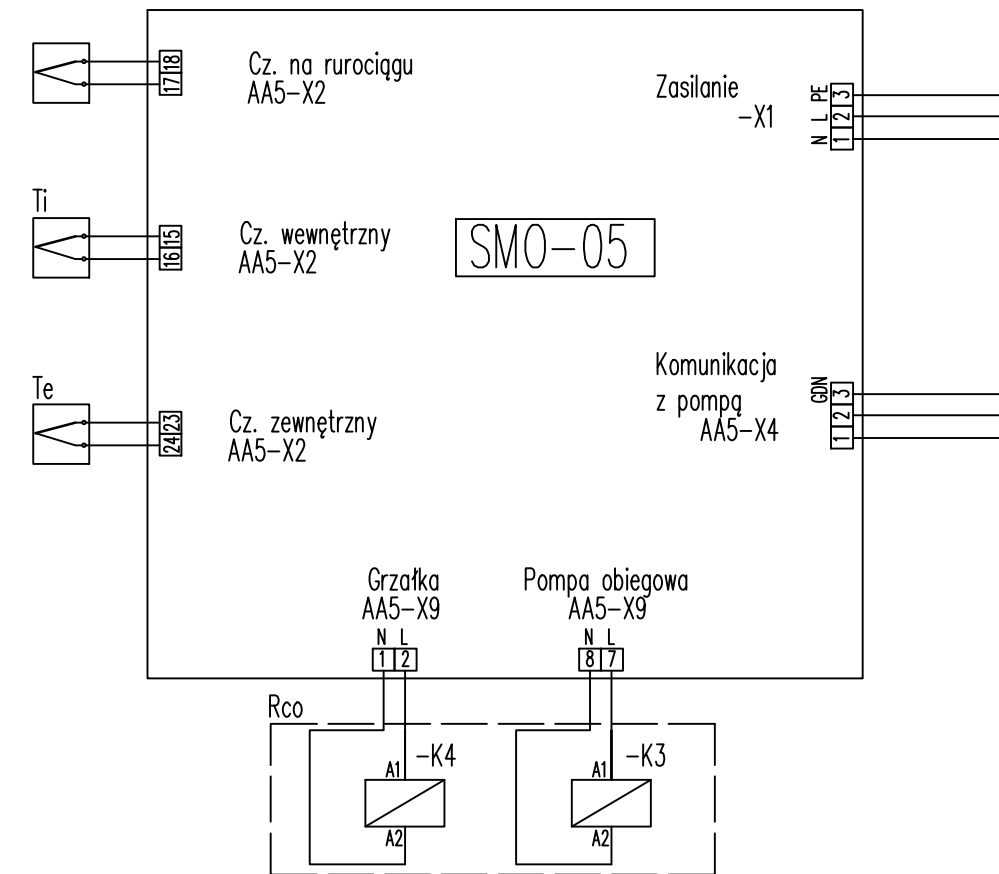 18
17
Cz. na rurociągu
AA5-X2
Zasilanie
-X1
PE
L
N
3
2
1
Ti
15
16
Cz. wewnętrzny
AA5-X2
SMO-05
Te
23
24
Cz. zewnętrzny
AA5-X2
Komunikacja
z pompą
AA5-X4
GDN
3
2
1
Grzałka
AA5-X9
N L
1 2
Pompa obiegowa
AA5-X9
N L
8 7
Rco
-K4
A1
A2
-K3
A1
A2